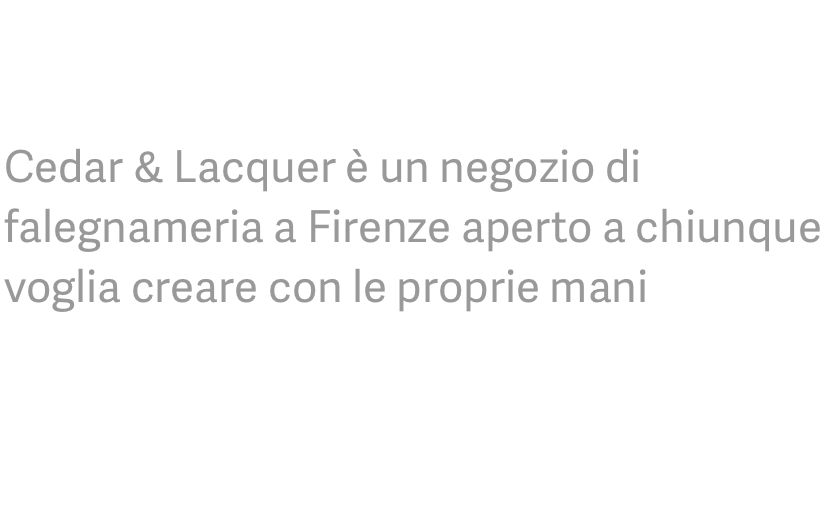 Cedar & Lacquer è un negozio di
falegnameria a Firenze aperto a chiunque
voglia creare con le proprie mani